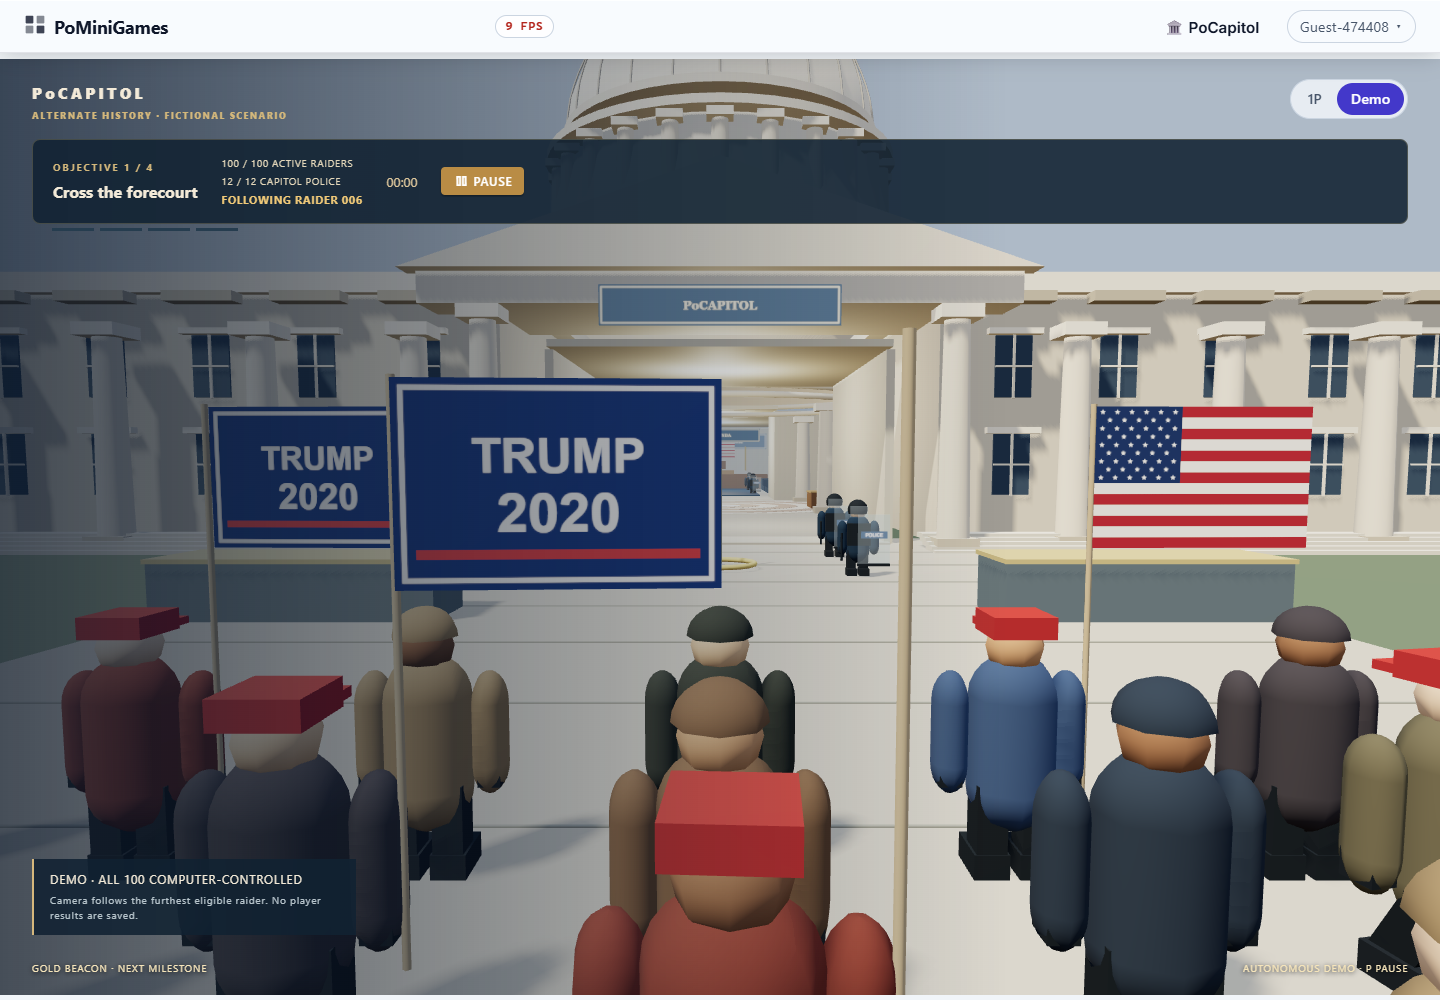 PoMiniGames
9 FPS
PoCapitol
Guest-474408
PoCAPITOL
ALTERNATE HISTORY · FICTIONAL SCENARIO
1P
Demo
OBJECTIVE 1 / 4
Cross the forecourt
100 / 100 ACTIVE RAIDERS
12 / 12 CAPITOL POLICE
FOLLOWING RAIDER 006
00:00
PAUSE
PoCAPITOL
TRUMP
2020
TRUMP
2020
POLICE
DEMO · ALL 100 COMPUTER-CONTROLLED
Camera follows the furthest eligible raider. No player
results are saved.
GOLD BEACON · NEXT MILESTONE
AUTONOMOUS DEMO · P PAUSE